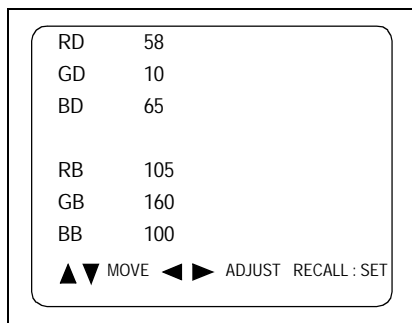 RD 58
GD 10
BD 65
RB 105
GB 160
BB 100
▲ ▼ MOVE ◀ ▶ ADJUST RECALL : SET